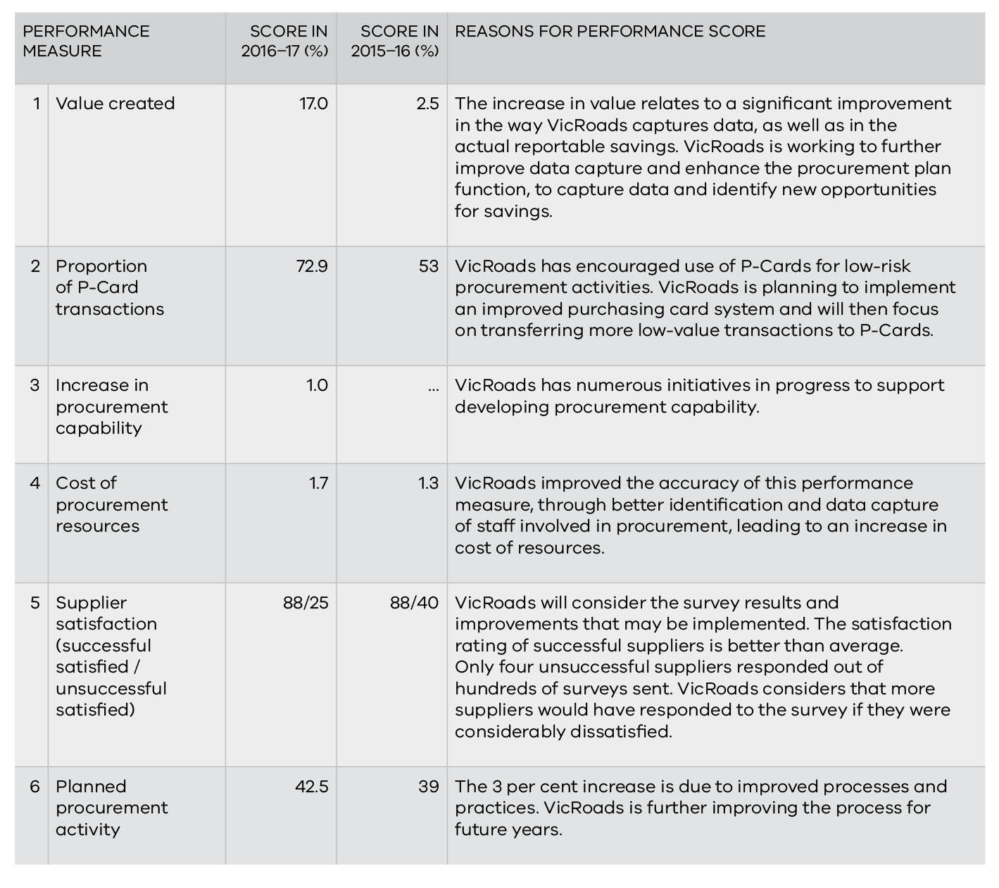 PERFORMANCE MEASURE | SCORE IN 2016–17 (%) | SCORE IN 2015–16 (%) | REASONS FOR PERFORMANCE SCORE
1 Value created 17.0 2.5 The increase in value relates to a significant improvement
in the way VicRoads captures data, as well as in the
actual reportable savings. VicRoads is working to further
improve data capture and enhance the procurement plan
function, to capture data and identify new opportunities
for savings.
2 Proportion 72.9 53 VicRoads has encouraged use of P-Cards for low-risk
of P-Card procurement activities. VicRoads is planning to implement
transactions an improved purchasing card system and will then focus
on transferring more low-value transactions to P-Cards.
3 Increase in 1.0 ... VicRoads has numerous initiatives in progress to support
procurement developing procurement capability.
capability
4 Cost of 1.7 1.3 VicRoads improved the accuracy of this performance
procurement measure, through better identification and data capture
resources of staff involved in procurement, leading to an increase in
cost of resources.
5 Supplier 88/25 88/40 VicRoads will consider the survey results and
satisfaction improvements that may be implemented. The satisfaction
(successful rating of successful suppliers is better than average.
satisfied / Only four unsuccessful suppliers responded out of
unsuccessful hundreds of surveys sent. VicRoads considers that more
satisfied) suppliers would have responded to the survey if they were
considerably dissatisfied.
6 Planned 42.5 39 The 3 per cent increase is due to improved processes and
procurement practices. VicRoads is further improving the process for
activity future years.